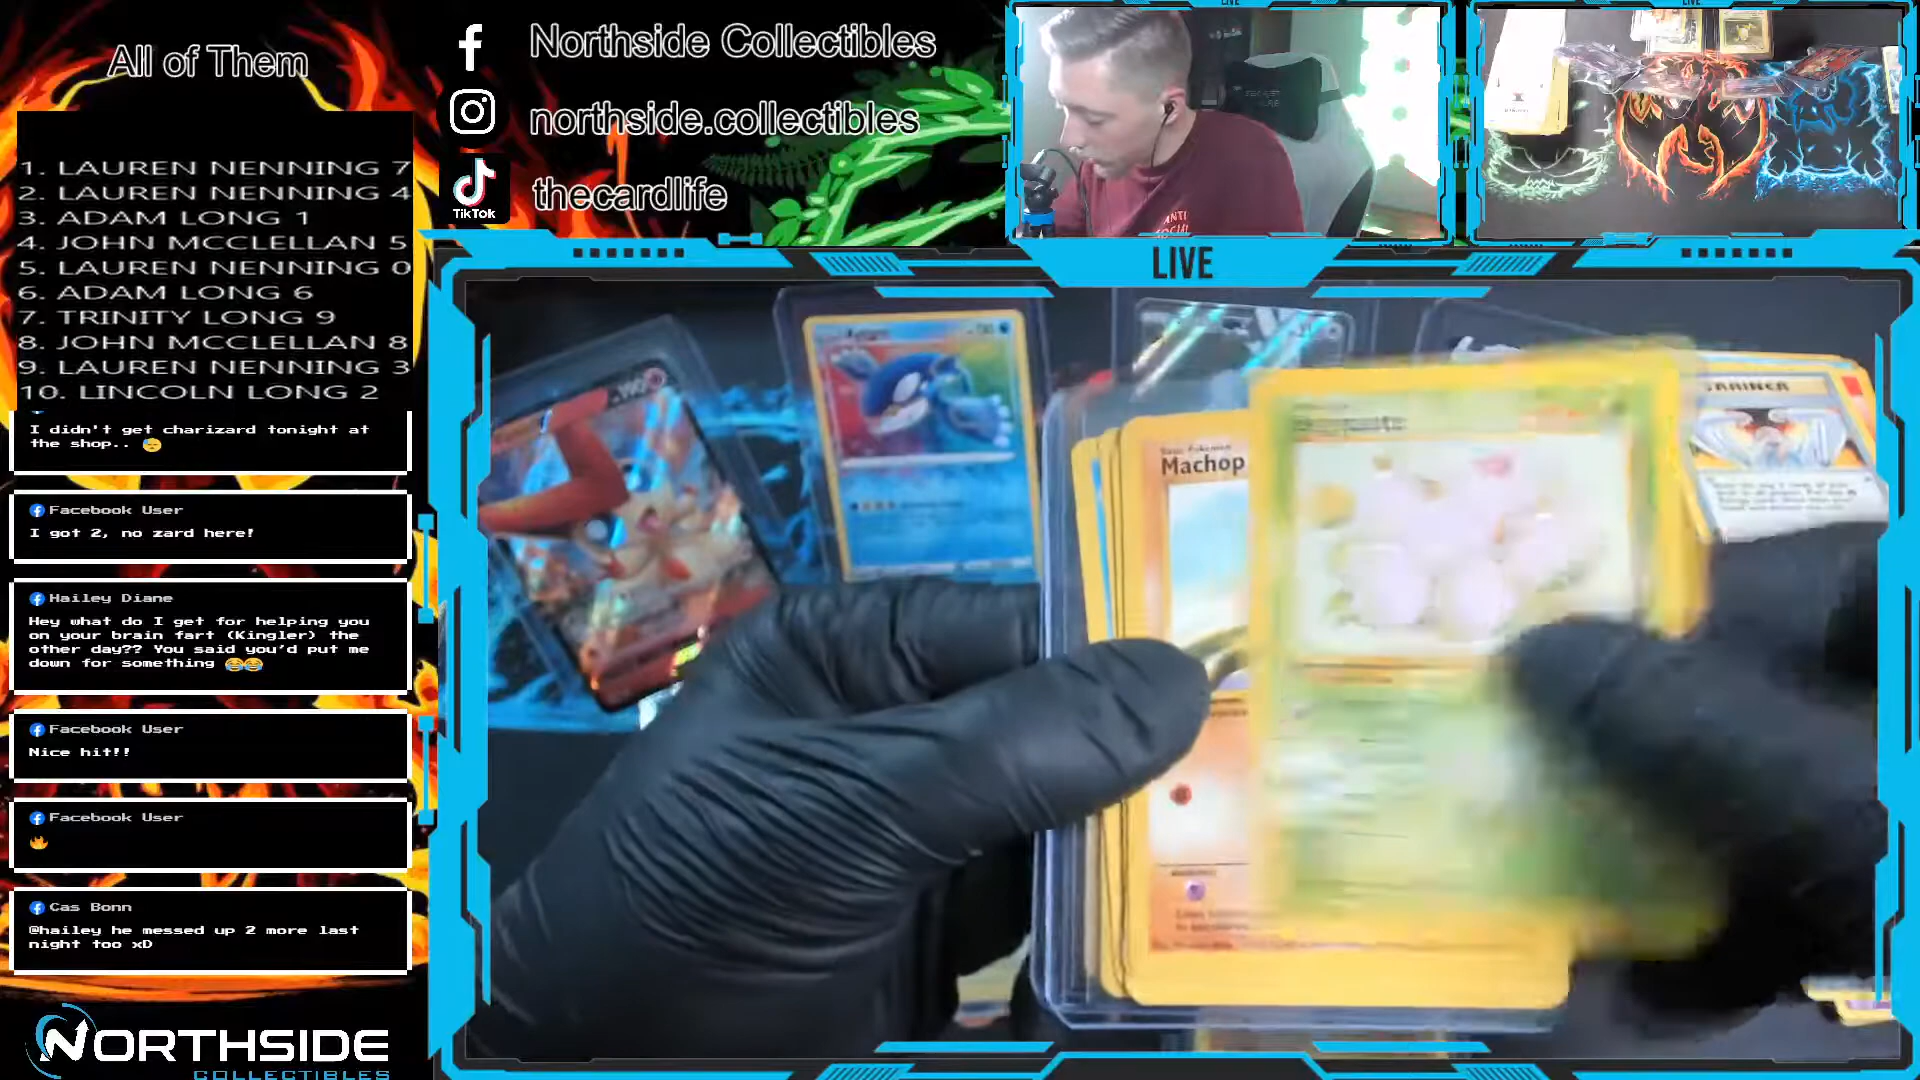 All of Them
1. LAUREN NENNING 7
2. LAUREN NENNING 4
3. ADAM LONG 1
4. JOHN MCCLELLAN 5
5. LAUREN NENNING 0
6. ADAM LONG 6
7. TRINITY LONG 9
8. JOHN MCCLELLAN 8
9. LAUREN NENNING 3
10. LINCOLN LONG 2
I didn't get charizard tonight at
the shop.. 😓
Facebook User
I got 2, no zard here!
Hailey Diane
Hey what do I get for helping you
on your brain fart (Kingler) the
other day?? You said you'd put me
down for something 😂😂
Facebook User
Nice hit!!
Facebook User
🔥
Cas Bonn
@hailey he messed up 2 more last
night too xD
NORTHSIDE
COLLECTIBLES
Northside Collectibles
northside.collectibles
TikTok
thecardlife
LIVE
LIVE
LIVE
ANTI
Machop
TRAINER